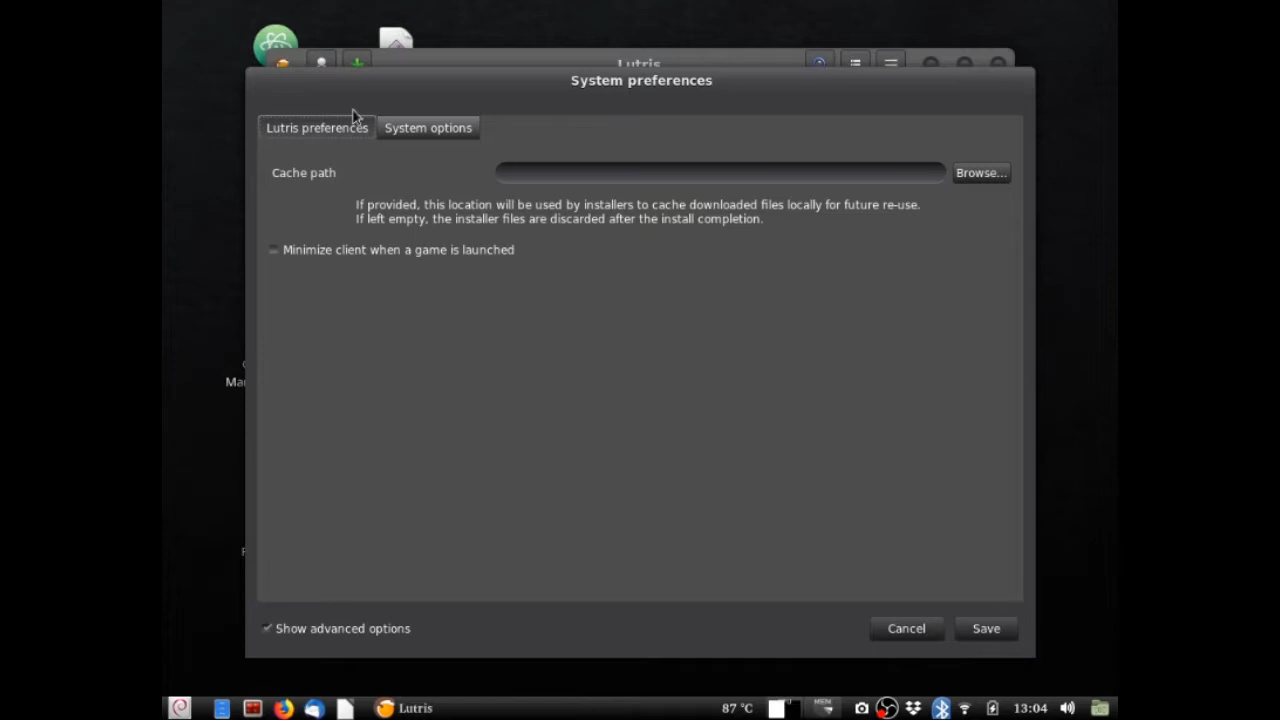 Lutris
System preferences
Lutris preferences
System options
Cache path
Browse...
If provided, this location will be used by installers to cache downloaded files locally for future re-use.
If left empty, the installer files are discarded after the install completion.
Minimize client when a game is launched
Show advanced options
Cancel
Save
Lutris
87 °C
MEM
13:04